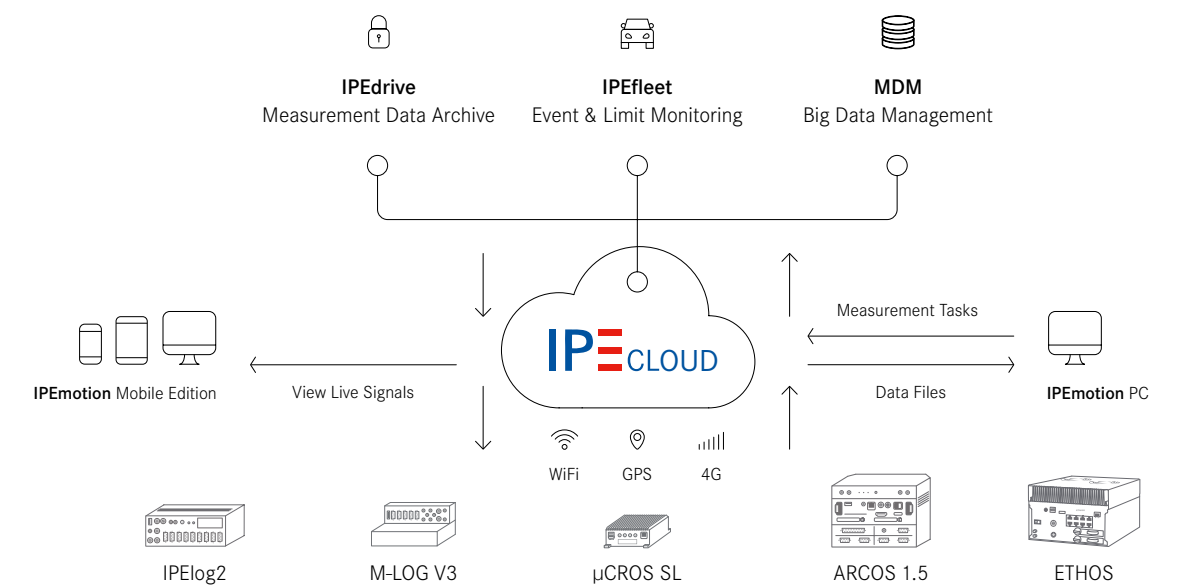 IPEdrive
Measurement Data Archive
IPEfleet
Event & Limit Monitoring
MDM
Big Data Management
Measurement Tasks
IPE CLOUD
IPEmotion Mobile Edition
View Live Signals
Data Files
IPEmotion PC
WiFi
GPS
4G
IPElog2
M-LOG V3
µCROS SL
ARCOS 1.5
ETHOS